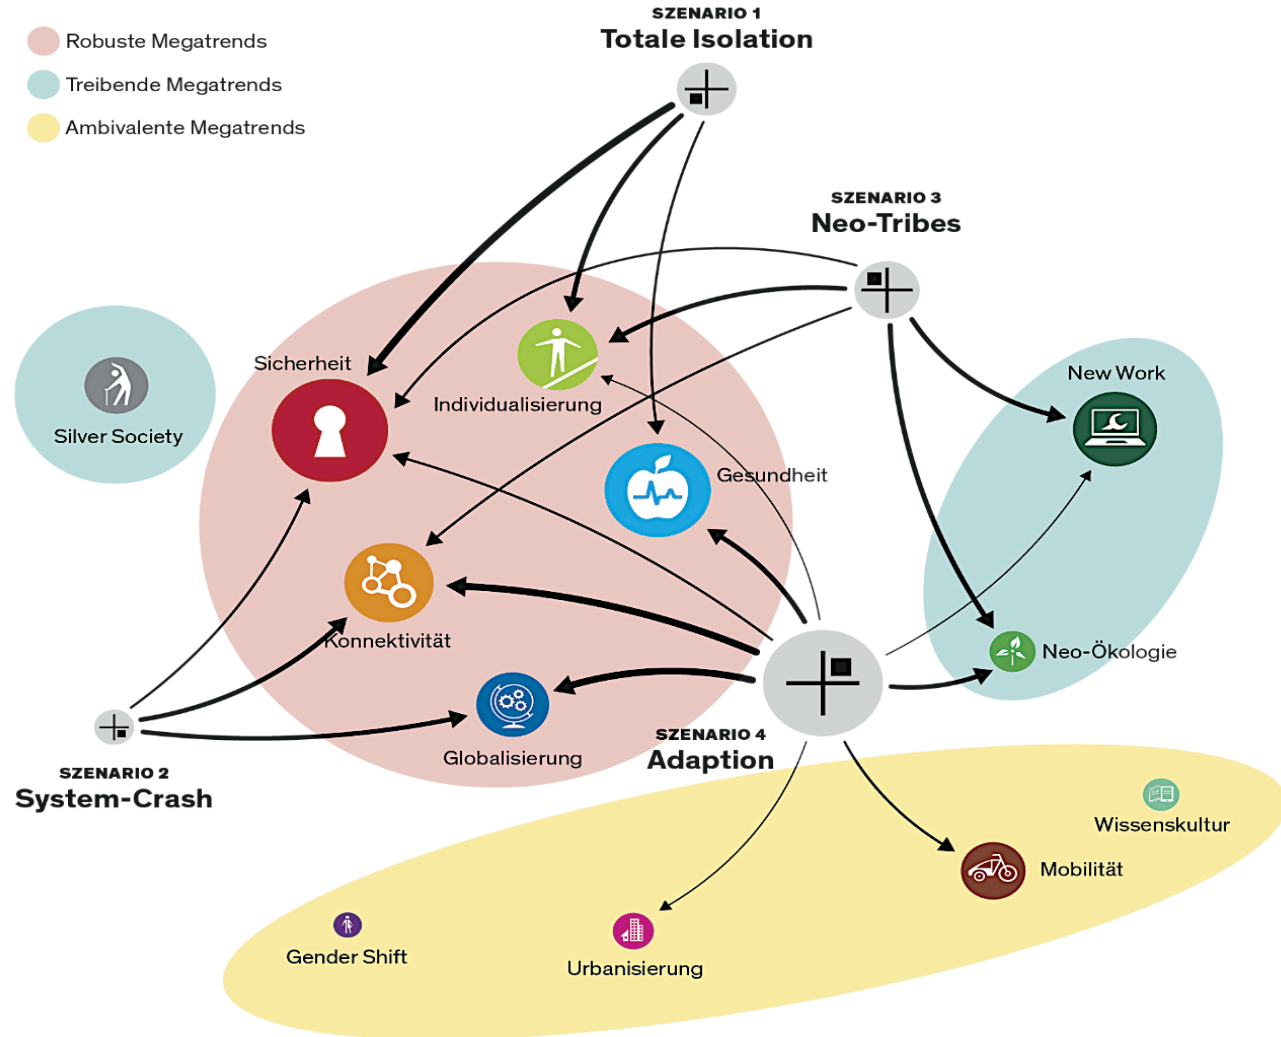 SZENARIO 1
Totale Isolation
Robuste Megatrends
Treibende Megatrends
Ambivalente Megatrends
SZENARIO 3
Neo-Tribes
Sicherheit
New Work
Individualisierung
Silver Society
Gesundheit
Konnektivität
Neo-Ökologie
Globalisierung
SZENARIO 4
Adaption
SZENARIO 2
System-Crash
Wissenskultur
Mobilität
Gender Shift
Urbanisierung